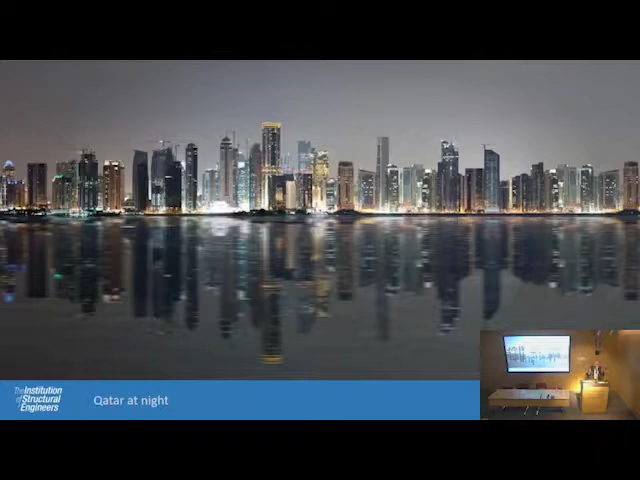 The Institution
of Structural
Engineers
Qatar at night